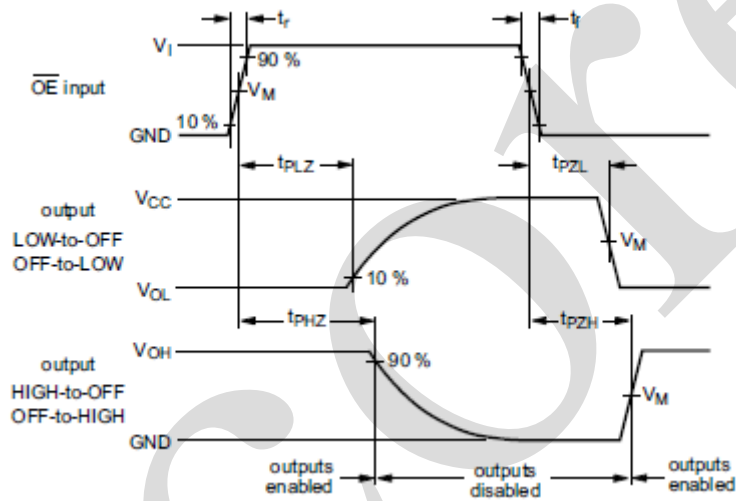 tr
tf
VI
90 %
OE input
VM
10 %
GND
tPLZ
tPZL
VCC
output
LOW-to-OFF
OFF-to-LOW
VM
10 %
VOL
tPHZ
tPZH
VOH
output
HIGH-to-OFF
OFF-to-HIGH
90 %
VM
GND
outputs
enabled
outputs
disabled
outputs
enabled